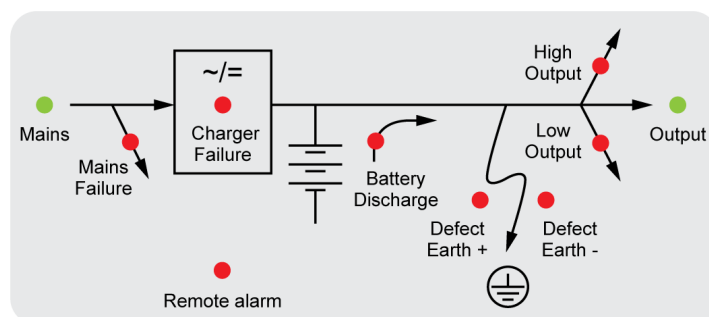 Mains
Mains
Failure
~/=
Charger
Failure
Battery
Discharge
High
Output
Low
Output
Output
Defect
Earth +
Defect
Earth -
Remote alarm